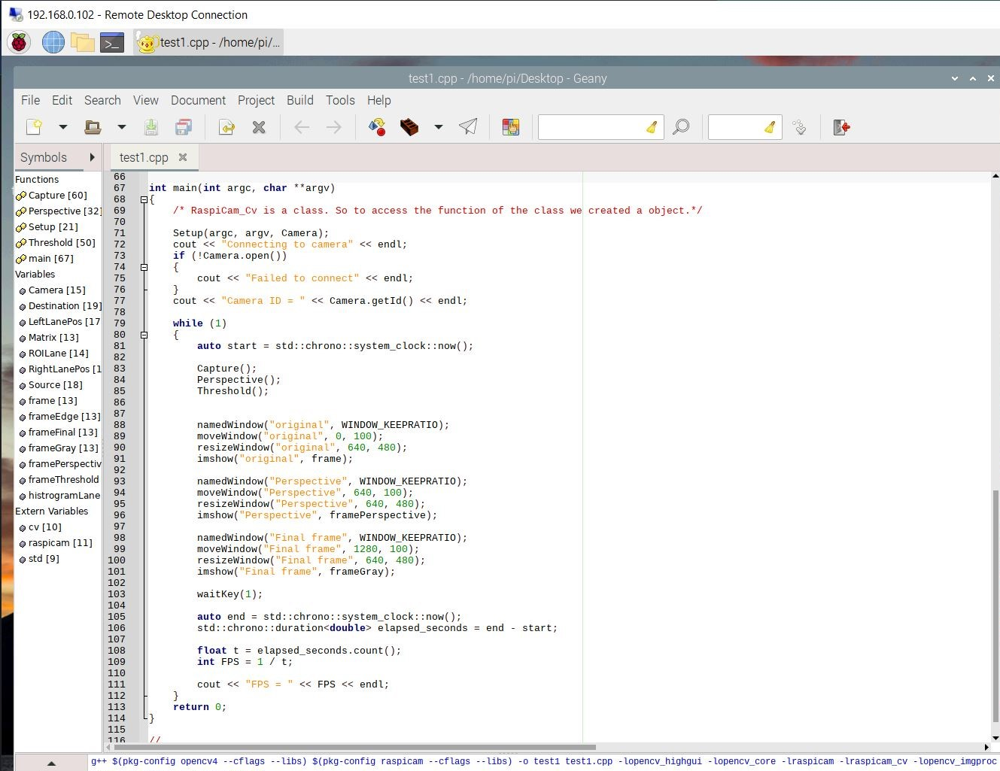 192.168.0.102 - Remote Desktop Connection
test1.cpp - /home/pi/...
test1.cpp - /home/pi/Desktop - Geany
File Edit Search View Document Project Build Tools Help
Symbols
test1.cpp
Functions
Capture [60]
Perspective [32]
Setup [21]
Threshold [50]
main [67]
Variables
Camera [15]
Destination [19]
LeftLanePos [17
Matrix [13]
ROILane [14]
RightLanePos [1
Source [18]
frame [13]
frameEdge [13]
frameFinal [13]
frameGray [13]
framePerspectiv
frameThreshold
histrogramLane
Extern Variables
cv [10]
raspicam [11]
std [9]
66
67 int main(int argc, char **argv)
68 {
69 /* RaspiCam_Cv is a class. So to access the function of the class we created a object.*/
70
71 Setup(argc, argv, Camera);
72 cout << "Connecting to camera" << endl;
73 if (!Camera.open())
74 {
75 cout << "Failed to connect" << endl;
76 }
77 cout << "Camera ID = " << Camera.getId() << endl;
78
79 while (1)
80 {
81 auto start = std::chrono::system_clock::now();
82
83 Capture();
84 Perspective();
85 Threshold();
86
87
88 namedWindow("original", WINDOW_KEEPRATIO);
89 moveWindow("original", 0, 100);
90 resizeWindow("original", 640, 480);
91 imshow("original", frame);
92
93 namedWindow("Perspective", WINDOW_KEEPRATIO);
94 moveWindow("Perspective", 640, 100);
95 resizeWindow("Perspective", 640, 480);
96 imshow("Perspective", framePerspective);
97
98 namedWindow("Final frame", WINDOW_KEEPRATIO);
99 moveWindow("Final frame", 1280, 100);
100 resizeWindow("Final frame", 640, 480);
101 imshow("Final frame", frameGray);
102
103 waitKey(1);
104
105 auto end = std::chrono::system_clock::now();
106 std::chrono::duration<double> elapsed_seconds = end - start;
107
108 float t = elapsed_seconds.count();
109 int FPS = 1 / t;
110
111 cout << "FPS = " << FPS << endl;
112 }
113 return 0;
114 }
115
116 //
g++ $(pkg-config opencv4 --cflags --libs) $(pkg-config raspicam --cflags --libs) -o test1 test1.cpp -lopencv_highgui -lopencv_core -lraspicam -lraspicam_cv -lopencv_imgproc